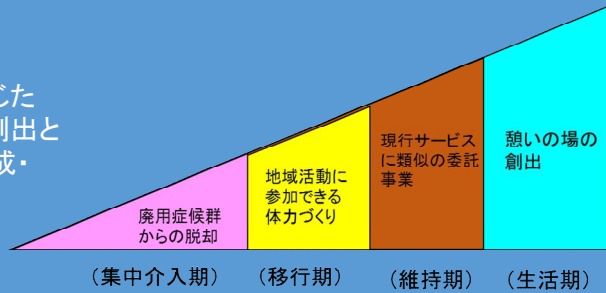 じた
創出と
成・
廃用症候群
からの脱却
地域活動に
参加できる
体力づくり
現行サービス
に類似の委託
事業
憩いの場の
創出
（集中介入期）
（移行期）
（維持期）
（生活期）